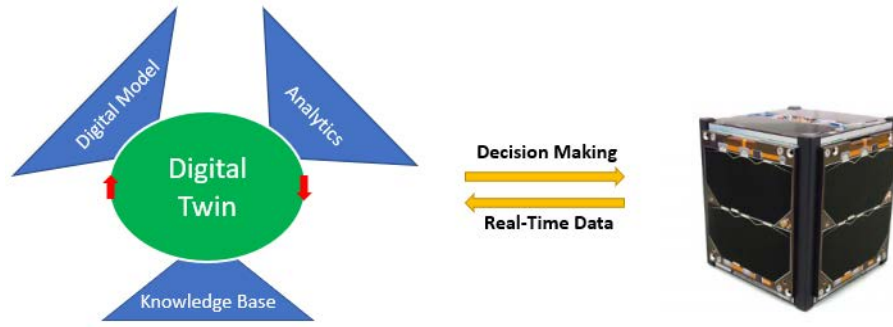 Digital Model
Analytics
Digital
Twin
Knowledge Base
Decision Making
Real-Time Data